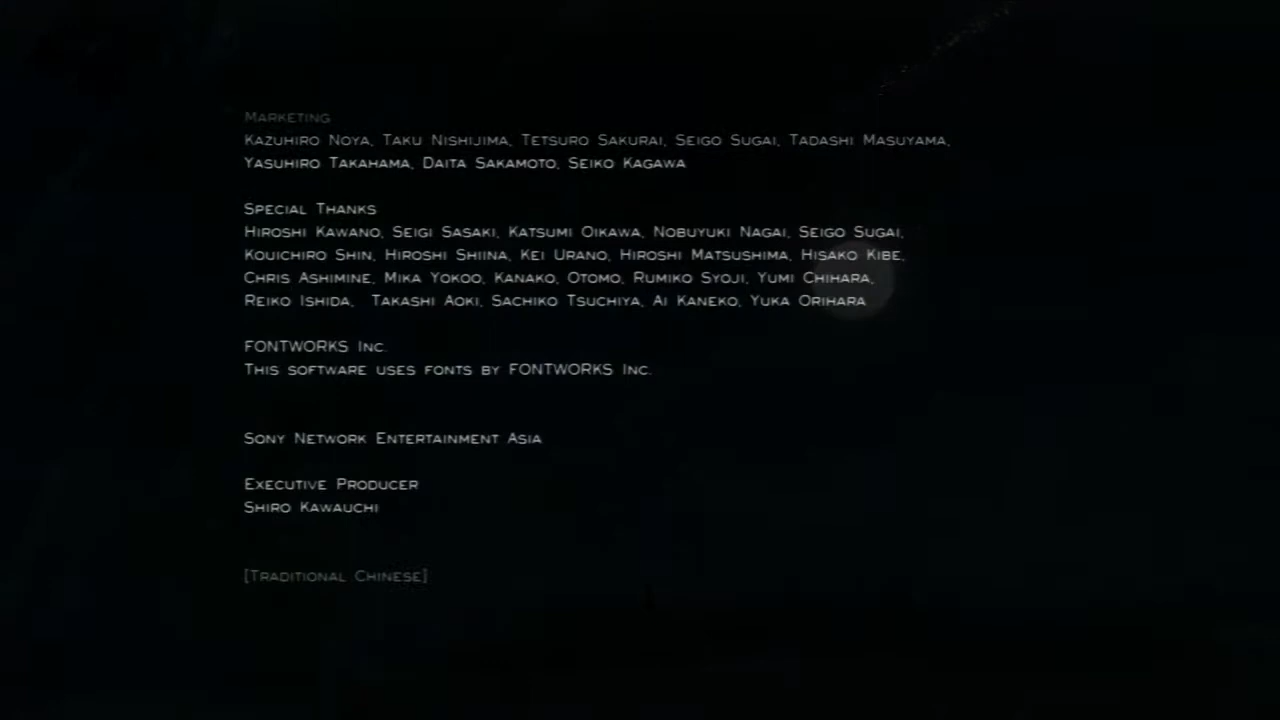 Marketing
Kazuhiro Noya, Taku Nishijima, Tetsuro Sakurai, Seigo Sugai, Tadashi Masuyama,
Yasuhiro Takahama, Daita Sakamoto, Seiko Kagawa
Special Thanks
Hiroshi Kawano, Seigi Sasaki, Katsumi Oikawa, Nobuyuki Nagai, Seigo Sugai,
Kouichiro Shin, Hiroshi Shiina, Kei Urano, Hiroshi Matsushima, Hisako Kibe,
Chris Ashimine, Mika Yokoo, Kanako, Otomo, Rumiko Syoji, Yumi Chihara,
Reiko Ishida, Takashi Aoki, Sachiko Tsuchiya, Ai Kaneko, Yuka Orihara
FONTWORKS Inc.
This software uses fonts by FONTWORKS Inc.
Sony Network Entertainment Asia
Executive Producer
Shiro Kawauchi
[Traditional Chinese]